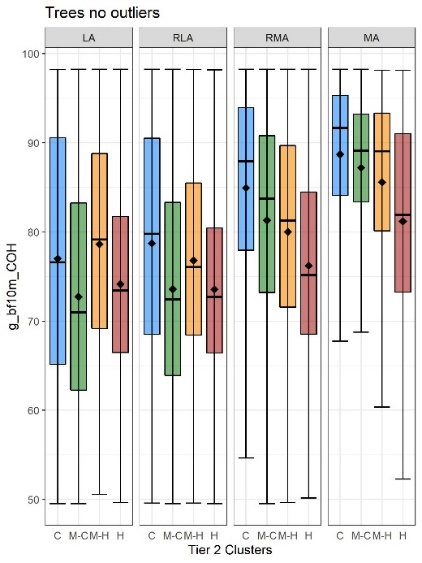 Trees no outliers
LA RLA RMA MA
g_bf10m_COH
100
90
80
70
60
50
C M-C M-H H C M-C M-H H C M-C M-H H C M-C M-H H
Tier 2 Clusters